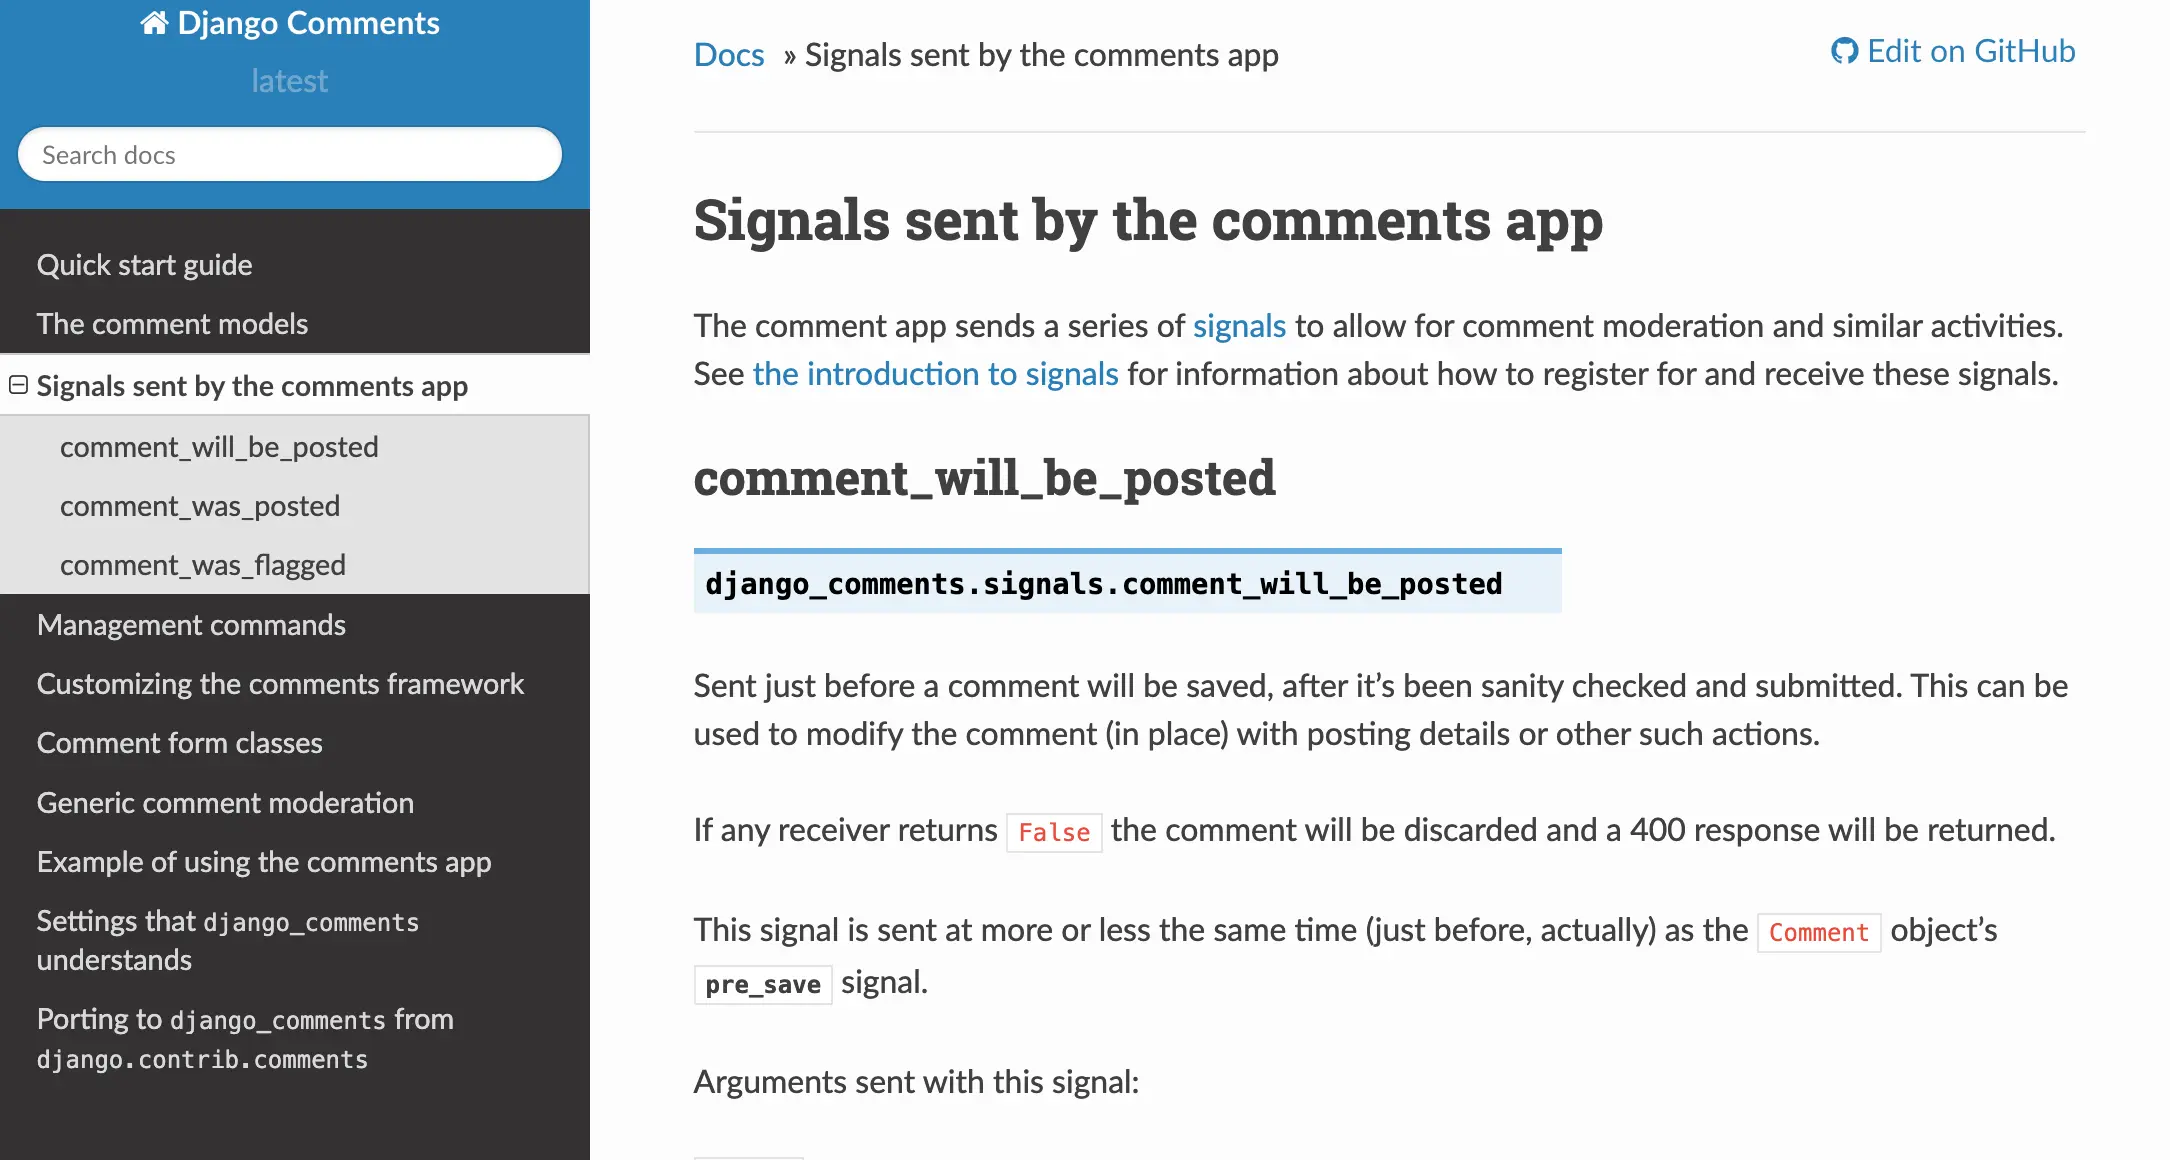 Django Comments
latest
Search docs
Quick start guide
The comment models
Signals sent by the comments app
comment_will_be_posted
comment_was_posted
comment_was_flagged
Management commands
Customizing the comments framework
Comment form classes
Generic comment moderation
Example of using the comments app
Settings that django_comments
understands
Porting to django_comments from
django.contrib.comments
Docs » Signals sent by the comments app
Edit on GitHub
Signals sent by the comments app
The comment app sends a series of signals to allow for comment moderation and similar activities.
See the introduction to signals for information about how to register for and receive these signals.
comment_will_be_posted
django_comments.signals.comment_will_be_posted
Sent just before a comment will be saved, after it’s been sanity checked and submitted. This can be
used to modify the comment (in place) with posting details or other such actions.
If any receiver returns False the comment will be discarded and a 400 response will be returned.
This signal is sent at more or less the same time (just before, actually) as the Comment object’s
pre_save signal.
Arguments sent with this signal: